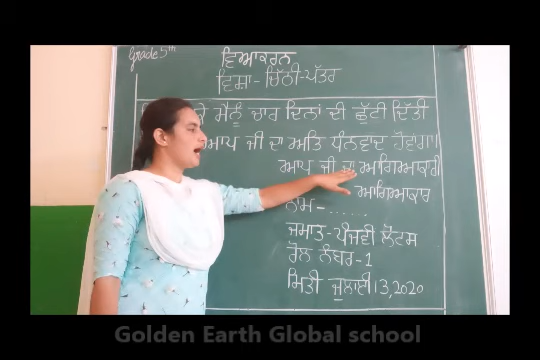 Grade 5th
ਵਿਆਕਰਨ
ਵਿਸ਼ਾ - ਚਿੱਠੀ-ਪੱਤਰ
ਮੈਨੂੰ ਚਾਰ ਦਿਨਾਂ ਦੀ ਛੁੱਟੀ ਦਿੱਤੀ
ਆਪ ਜੀ ਦਾ ਅਤਿ ਧੰਨਵਾਦ ਹੋਵਾਂਗਾ।
ਆਪ ਜੀ ਦਾ ਆਗਿਆਕਾਰੀ
ਆਗਿਆਕਾਰ
ਨਾਮ - ......
ਜਮਾਤ - ਪੰਜਵੀਂ ਲੋਟਸ
ਰੋਲ ਨੰਬਰ - 1
ਮਿਤੀ ਜੁਲਾਈ 13, 2020
Golden Earth Global school